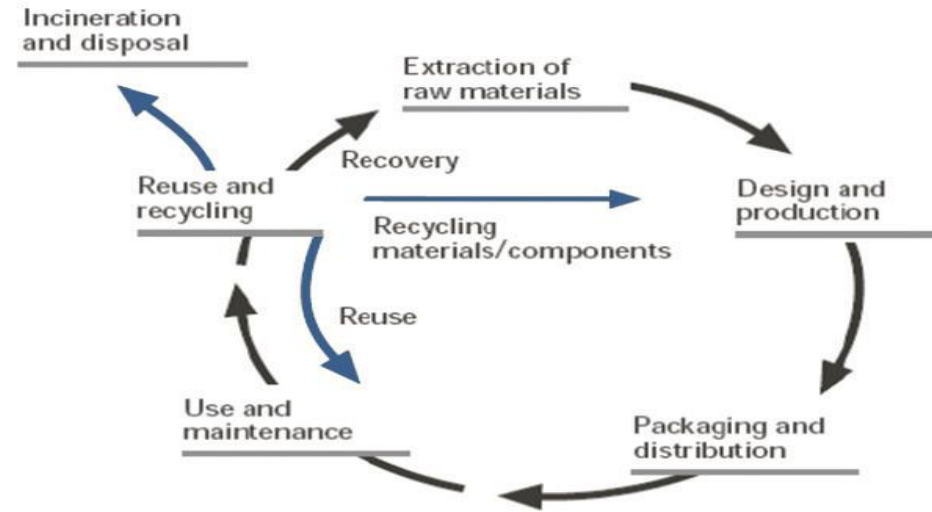 Incineration
and disposal
Extraction of
raw materials
Recovery
Reuse and
recycling
Design and
production
Recycling
materials/components
Reuse
Use and
maintenance
Packaging and
distribution